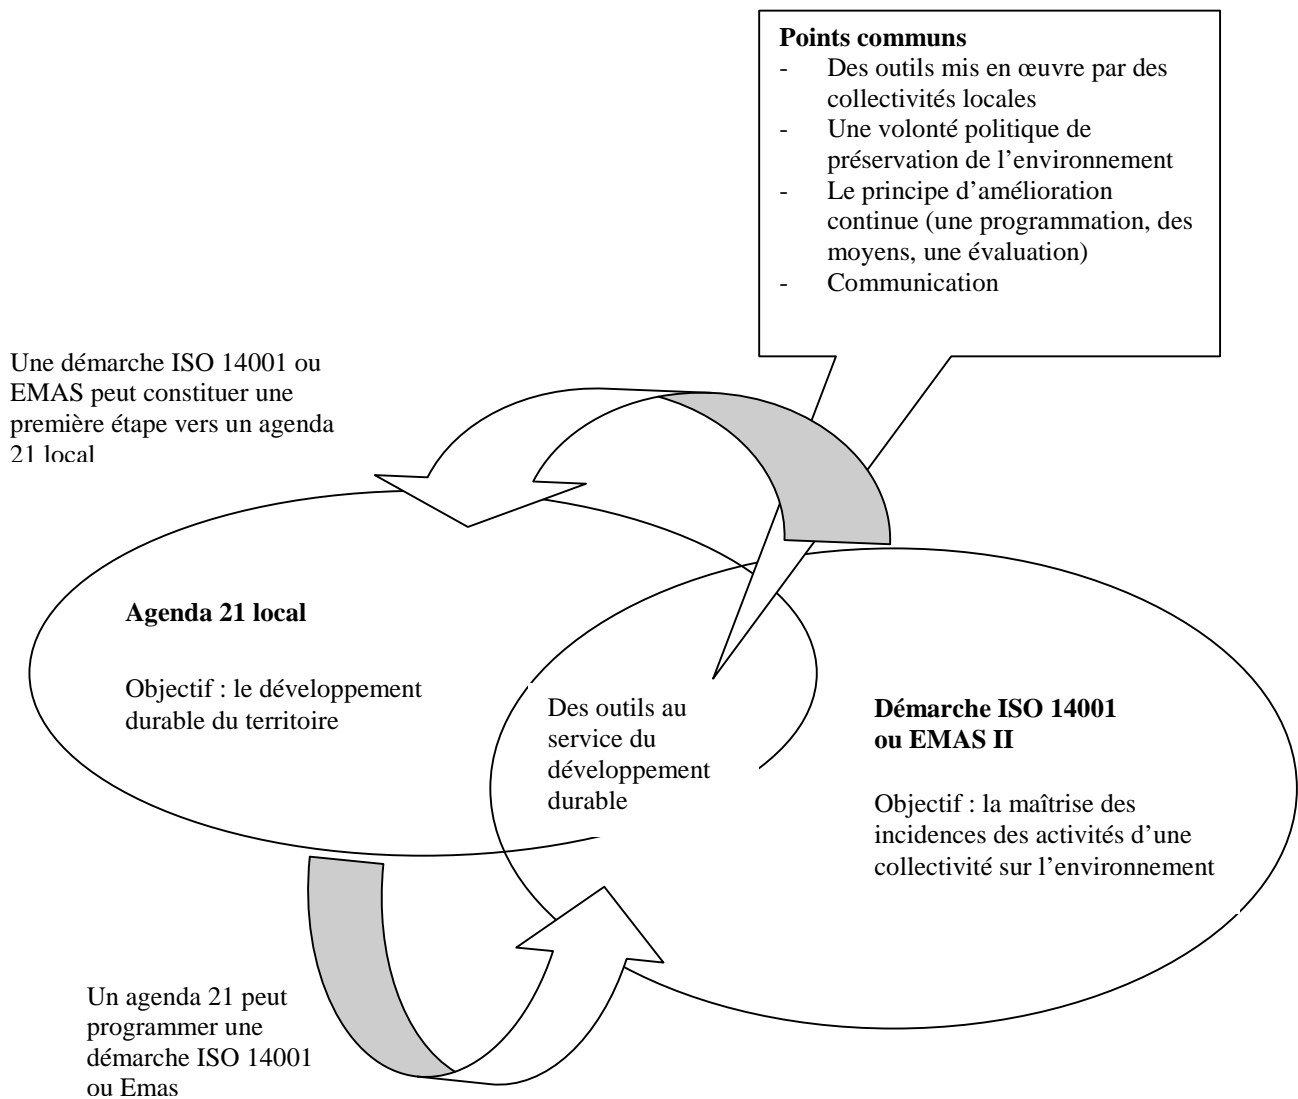 Points communs
- Des outils mis en œuvre par des
collectivités locales
- Une volonté politique de
préservation de l’environnement
- Le principe d’amélioration
continue (une programmation, des
moyens, une évaluation)
- Communication
Une démarche ISO 14001 ou
EMAS peut constituer une
première étape vers un agenda
21 local
Agenda 21 local
Objectif : le développement
durable du territoire
Des outils au
service du
développement
durable
Démarche ISO 14001
ou EMAS II
Objectif : la maîtrise des
incidences des activités d’une
collectivité sur l’environnement
Un agenda 21 peut
programmer une
démarche ISO 14001
ou Emas